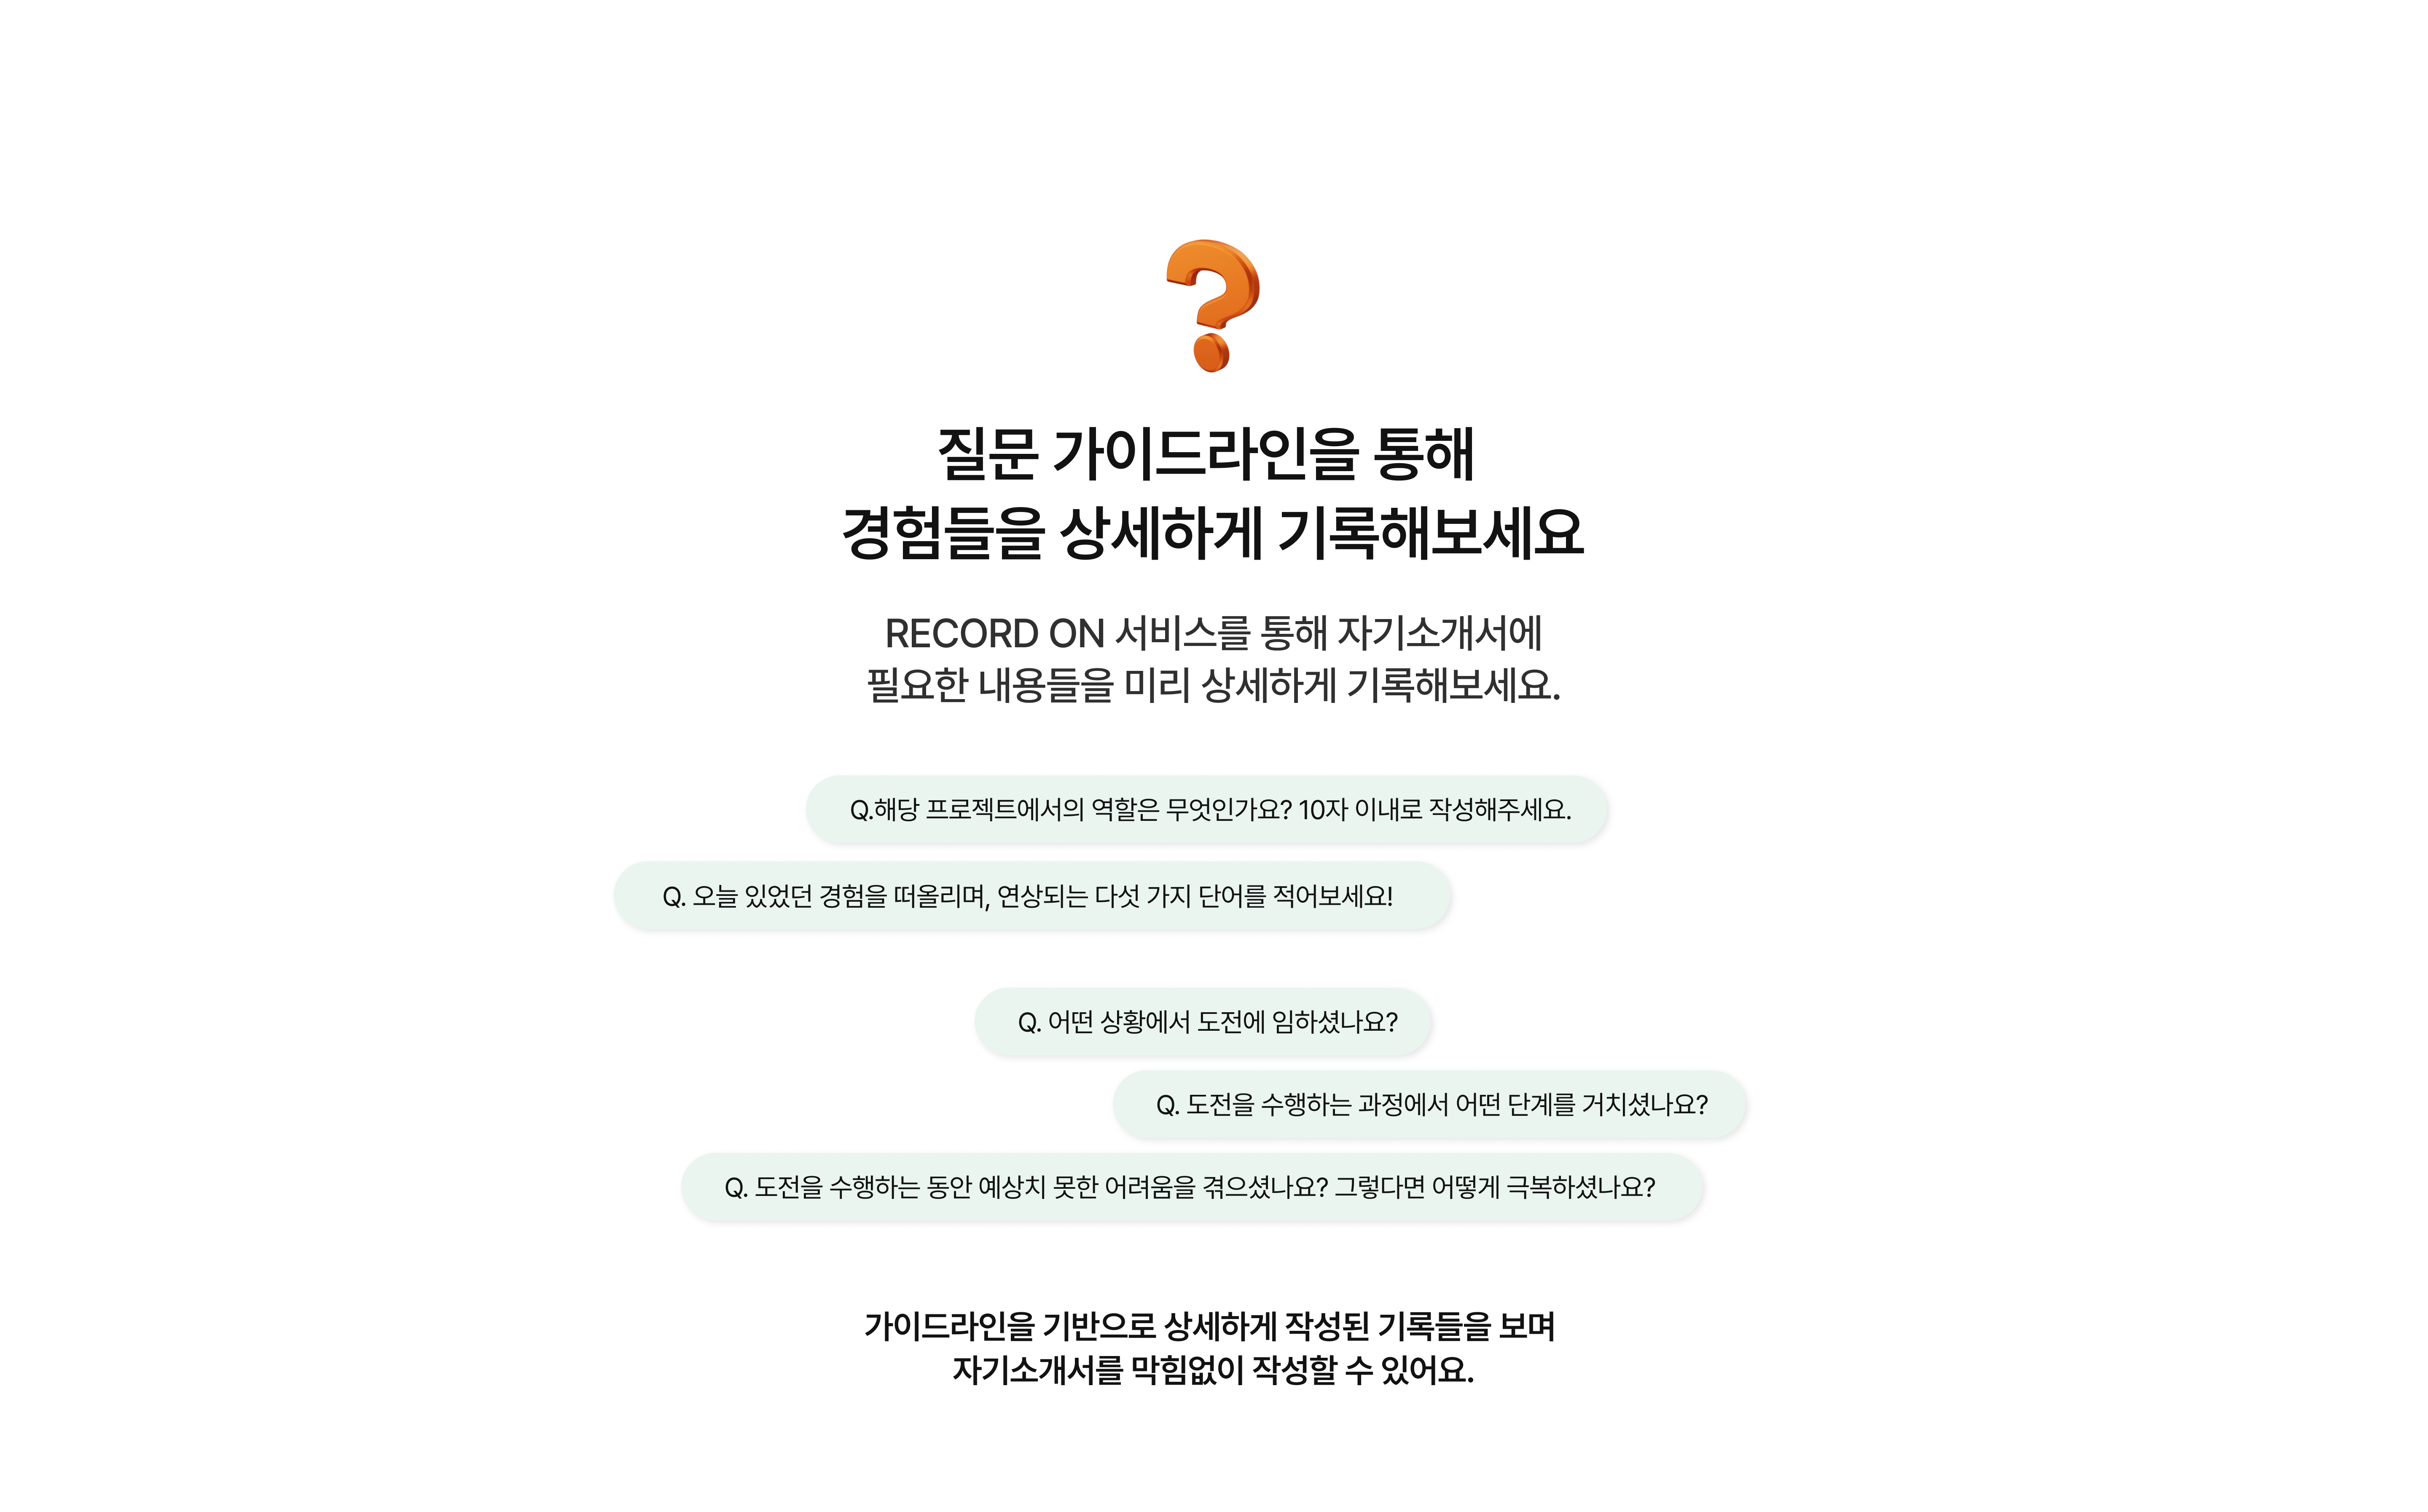 질문 가이드라인을 통해
경험들을 상세하게 기록해보세요
RECORD ON 서비스를 통해 자기소개서에
필요한 내용들을 미리 상세하게 기록해보세요.
Q.해당 프로젝트에서의 역할은 무엇인가요? 10자 이내로 작성해주세요.
Q. 오늘 있었던 경험을 떠올리며, 연상되는 다섯 가지 단어를 적어보세요!
Q. 어떤 상황에서 도전에 임하셨나요?
Q. 도전을 수행하는 과정에서 어떤 단계를 거치셨나요?
Q. 도전을 수행하는 동안 예상치 못한 어려움을 겪으셨나요? 그렇다면 어떻게 극복하셨나요?
가이드라인을 기반으로 상세하게 작성된 기록들을 보며
자기소개서를 막힘없이 작성할 수 있어요.